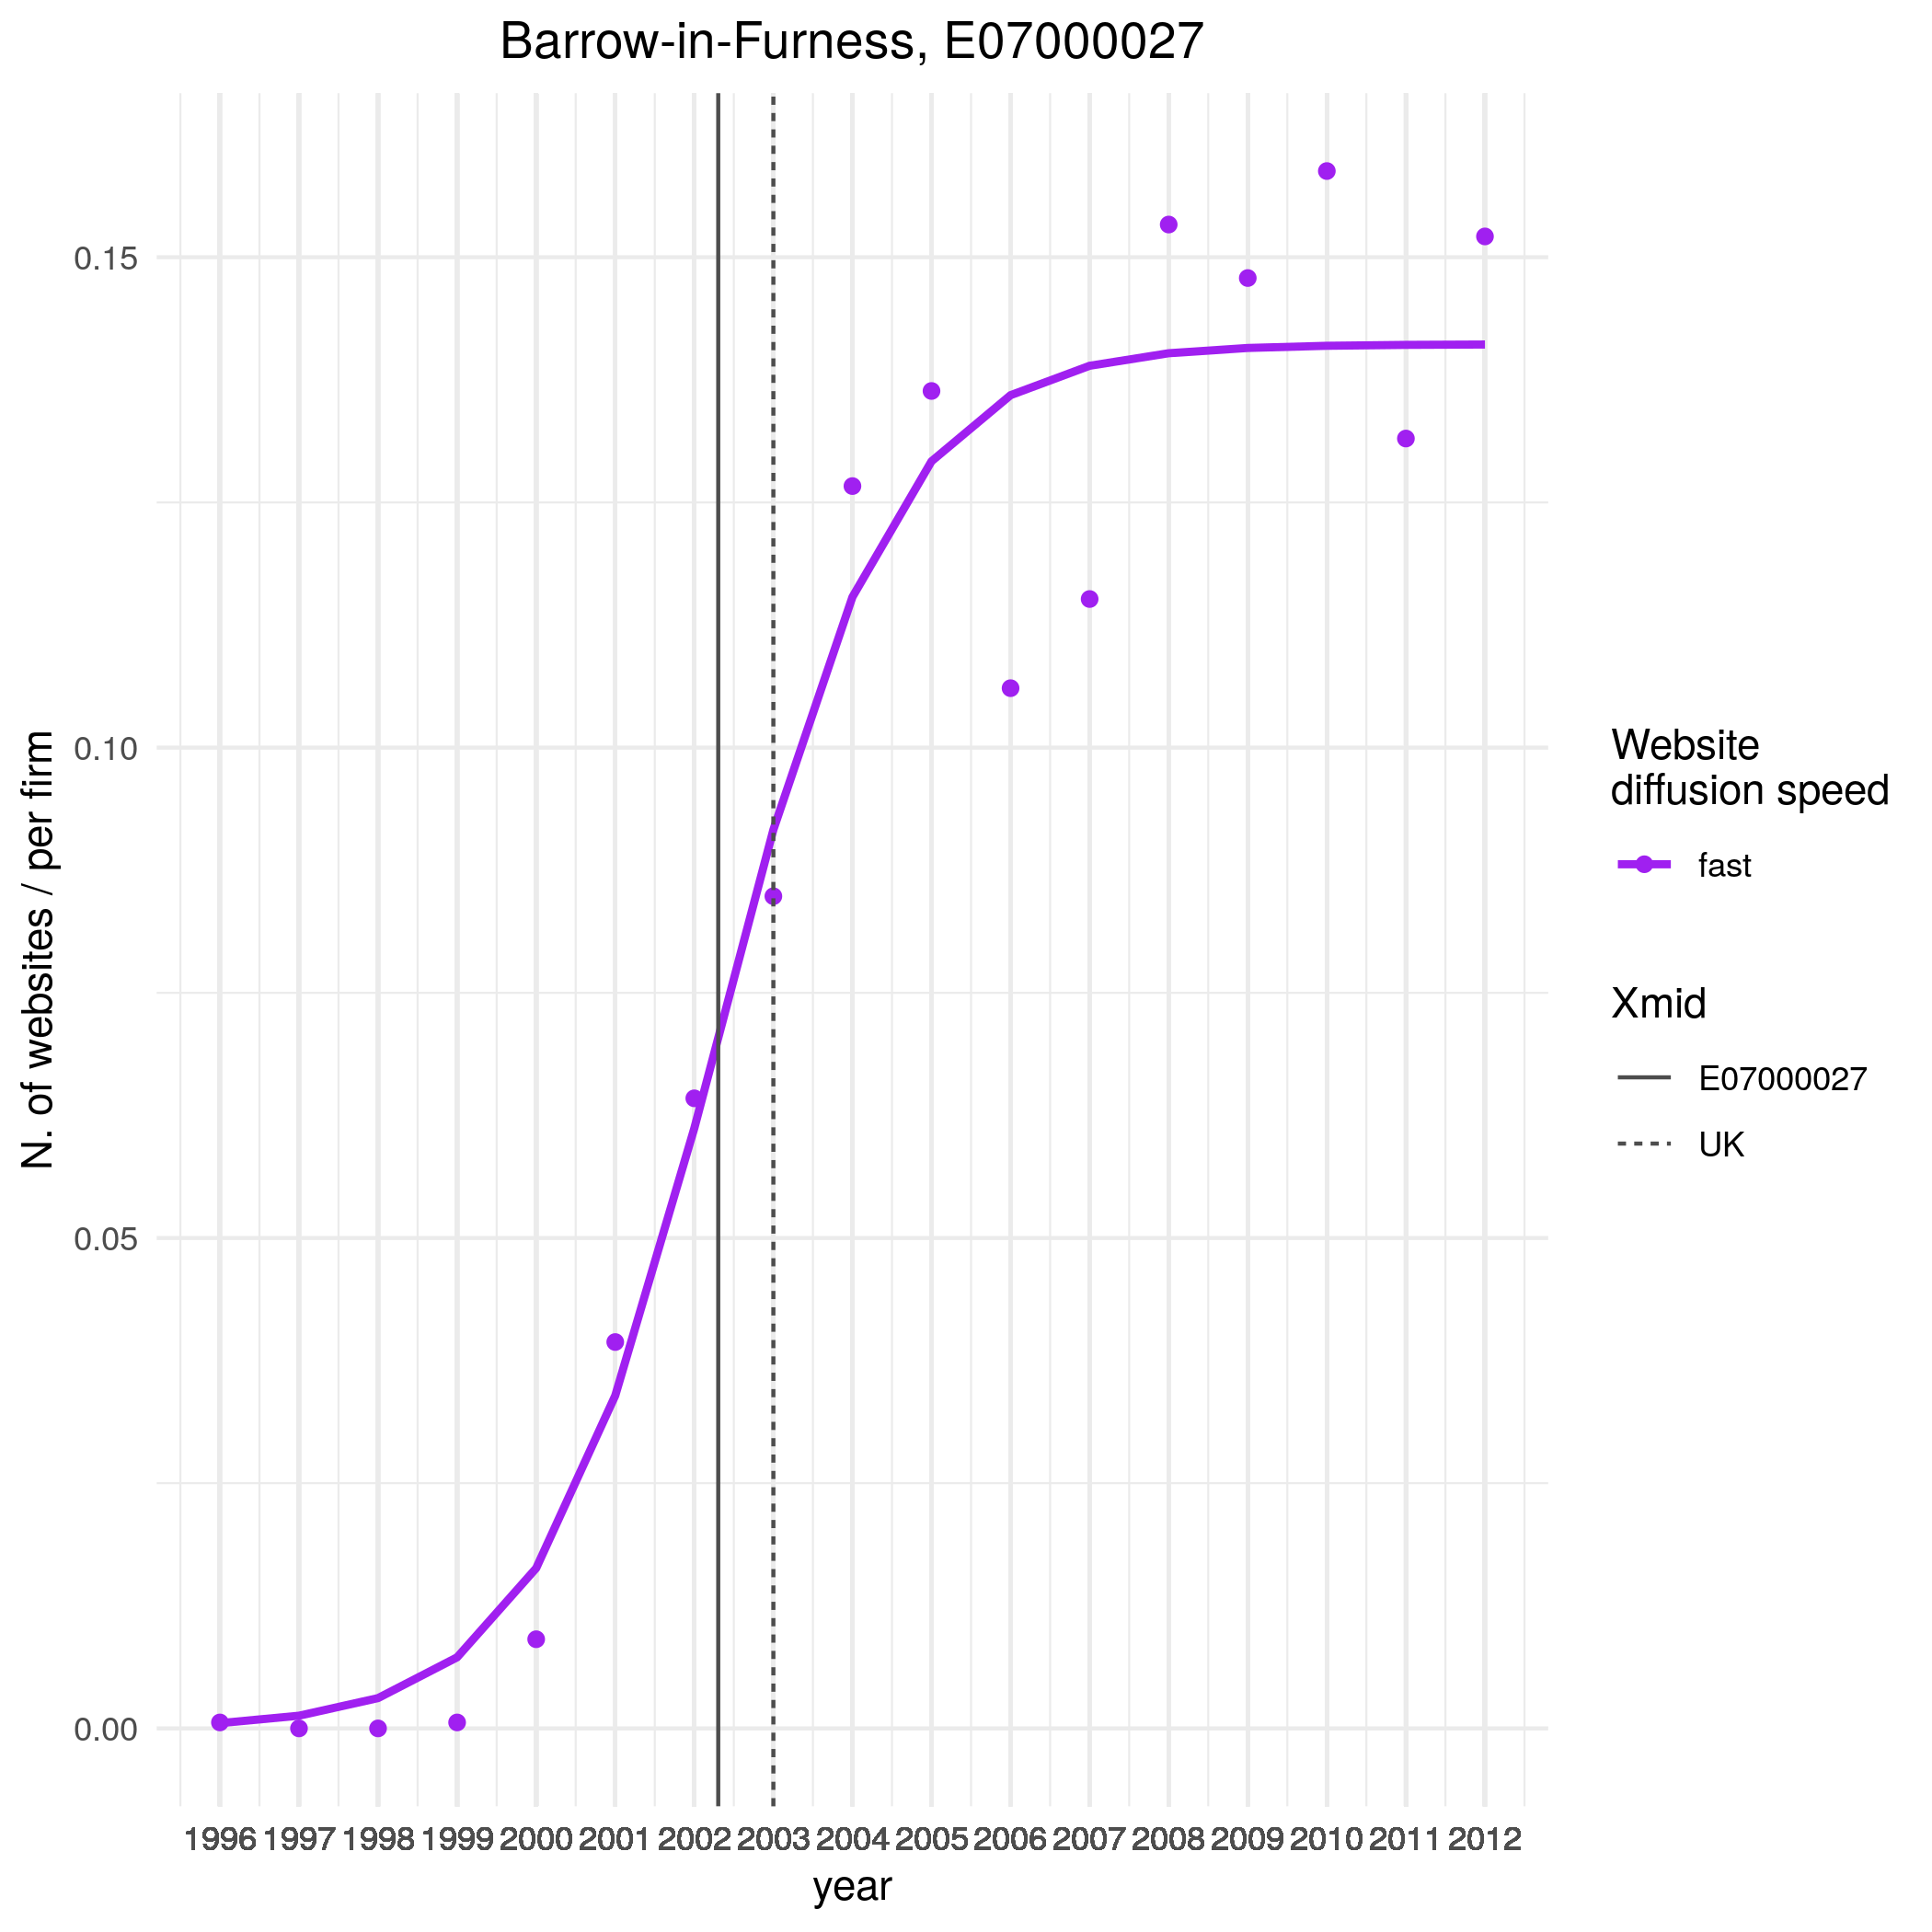 Barrow-in-Furness, E07000027
N. of websites / per firm
0.15
0.10
0.05
0.00
1996 1997 1998 1999 2000 2001 2002 2003 2004 2005 2006 2007 2008 2009 2010 2011 2012
year
Website
diffusion speed
fast
Xmid
E07000027
UK